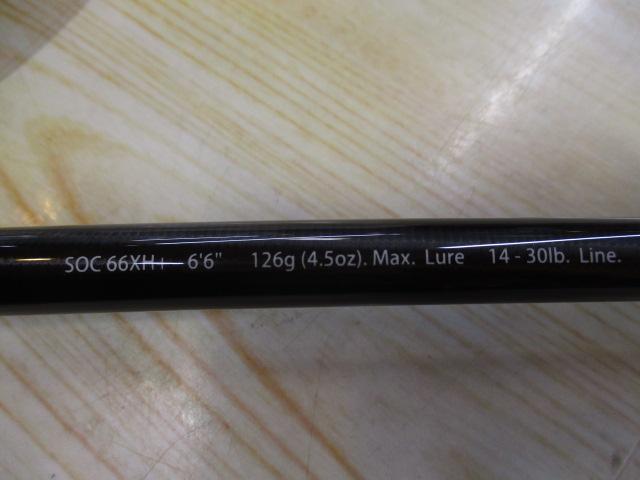 SOC 66XH+ 6'6" 126g (4.5oz). Max. Lure 14 - 30lb. Line.